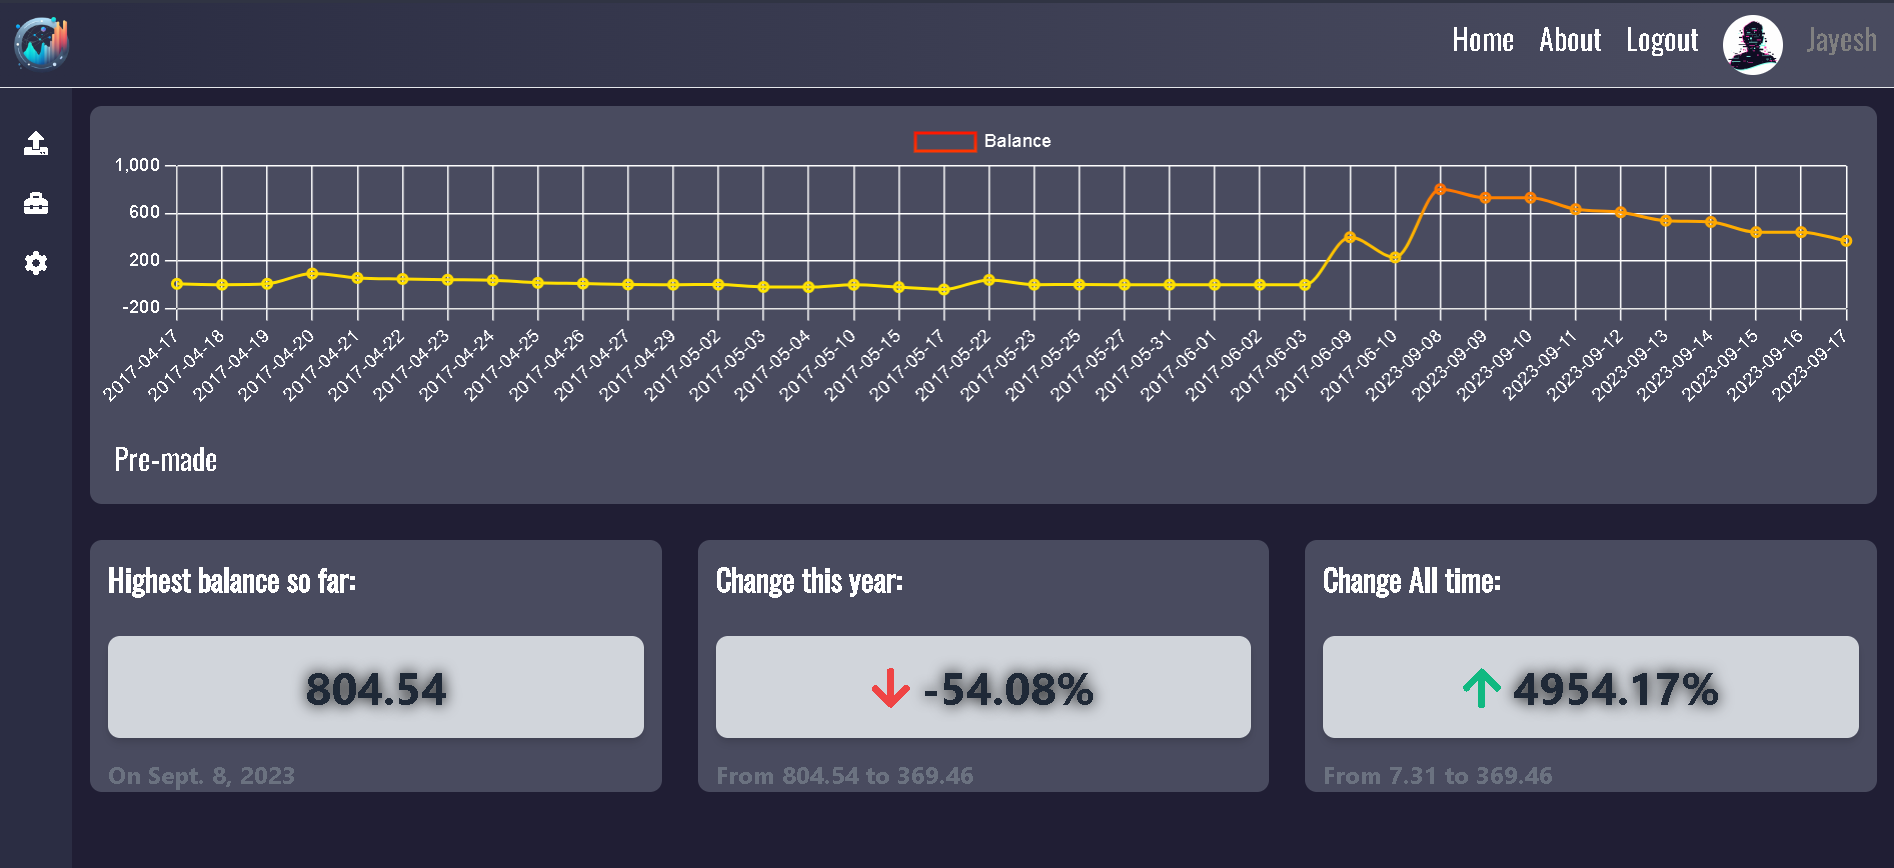 Home About Logout Jayesh
Balance
1,000
600
200
-200
2017-04-17 2017-04-18 2017-04-19 2017-04-20 2017-04-21 2017-04-22 2017-04-23 2017-04-24 2017-04-25 2017-04-26 2017-04-27 2017-04-29 2017-05-02 2017-05-03 2017-05-04 2017-05-10 2017-05-15 2017-05-17 2017-05-22 2017-05-23 2017-05-25 2017-05-27 2017-05-31 2017-06-01 2017-06-02 2017-06-03 2017-06-09 2017-06-10 2023-09-08 2023-09-09 2023-09-10 2023-09-11 2023-09-12 2023-09-13 2023-09-14 2023-09-15 2023-09-16 2023-09-17
Pre-made
Highest balance so far:
804.54
On Sept. 8, 2023
Change this year:
-54.08%
From 804.54 to 369.46
Change All time:
4954.17%
From 7.31 to 369.46